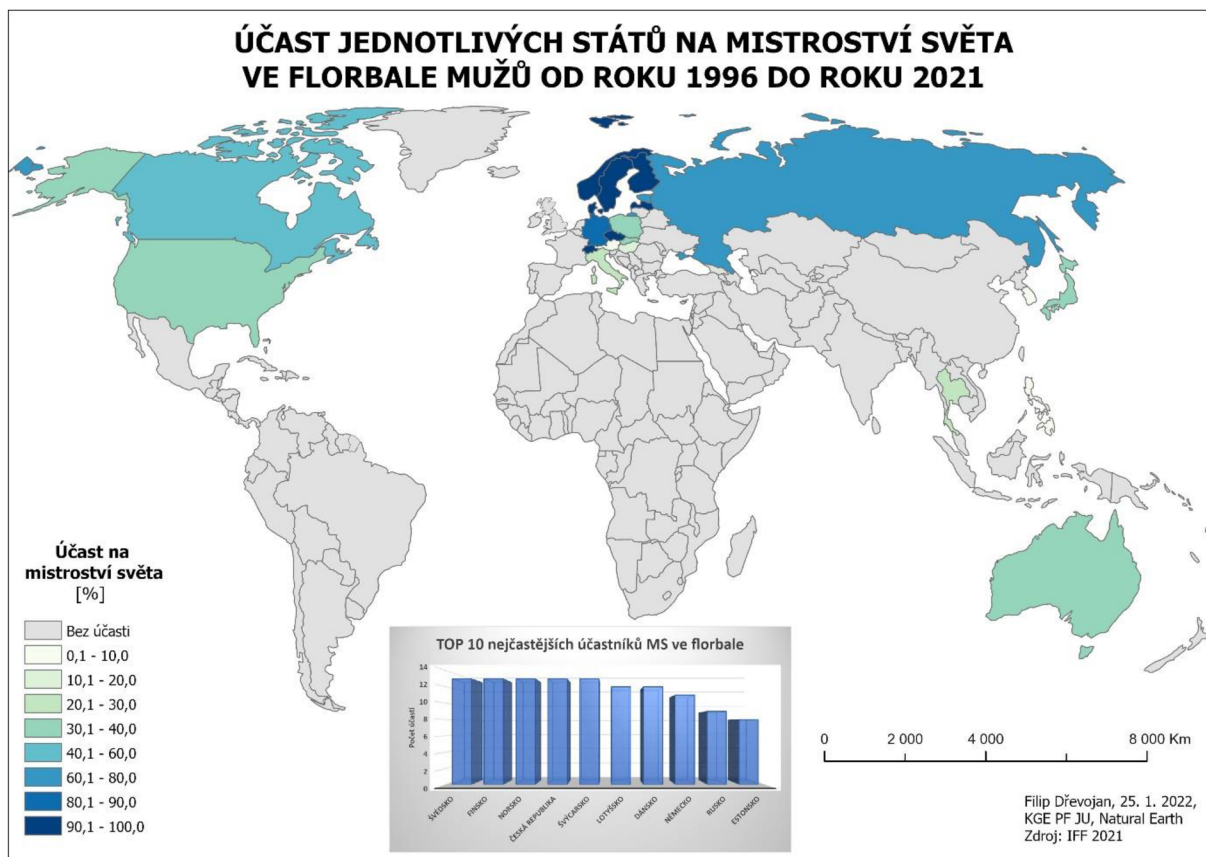 ÚČAST JEDNOTLIVÝCH STÁTŮ NA MISTROSTVÍ SVĚTA
VE FLORBALE MUŽŮ OD ROKU 1996 DO ROKU 2021
Účast na
mistroství světa
[%]
Bez účasti
0,1 - 10,0
10,1 - 20,0
20,1 - 30,0
30,1 - 40,0
40,1 - 60,0
60,1 - 80,0
80,1 - 90,0
90,1 - 100,0
TOP 10 nejčastějších účastníků MS ve florbale
Počet účastí
14
12
10
8
6
4
2
0
ŠVÉDSKO
FINSKO
NORSKO
ČESKÁ REPUBLIKA
ŠVÝCARSKO
LOTYŠSKO
DÁNSKO
NĚMECKO
RUSKO
ESTONSKO
0 2 000 4 000 8 000 Km
Filip Dřevojan, 25. 1. 2022,
KGE PF JU, Natural Earth
Zdroj: IFF 2021